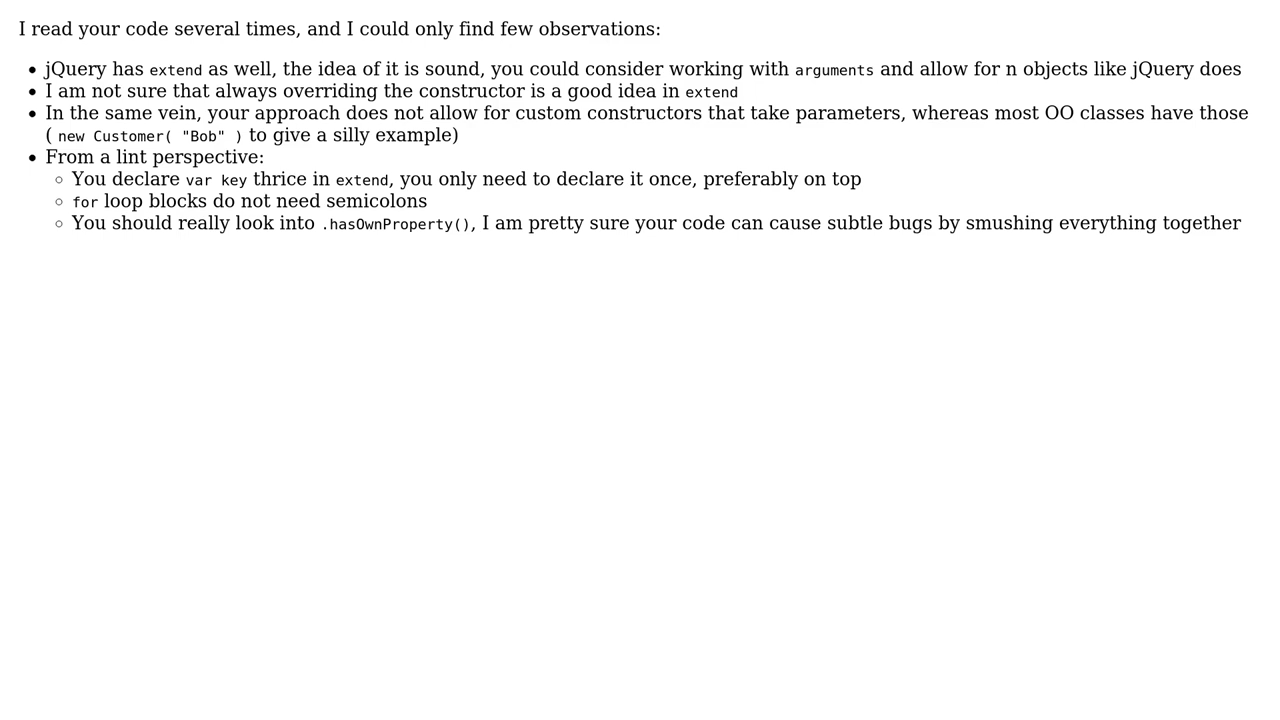 I read your code several times, and I could only find few observations:
• jQuery has extend as well, the idea of it is sound, you could consider working with arguments and allow for n objects like jQuery does
• I am not sure that always overriding the constructor is a good idea in extend
• In the same vein, your approach does not allow for custom constructors that take parameters, whereas most OO classes have those
( new Customer( "Bob" ) to give a silly example)
• From a lint perspective:
◦ You declare var key thrice in extend, you only need to declare it once, preferably on top
◦ for loop blocks do not need semicolons
◦ You should really look into .hasOwnProperty(), I am pretty sure your code can cause subtle bugs by smushing everything together